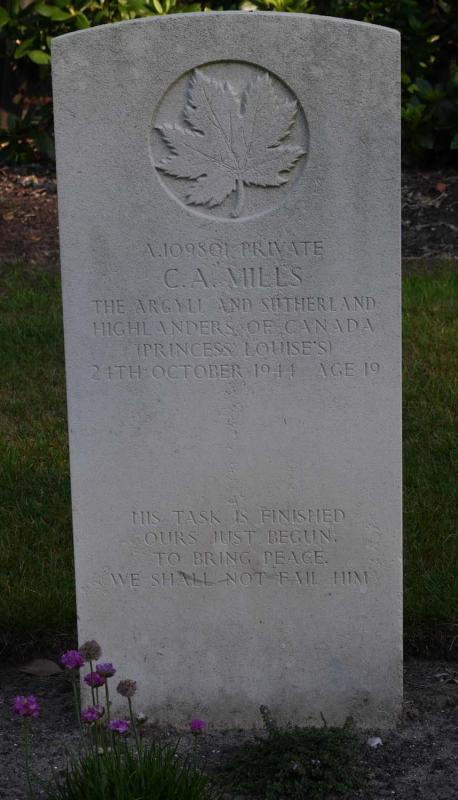 A.109801 PRIVATE
C. A. MILLS
THE ARGYLL AND SUTHERLAND
HIGHLANDERS OF CANADA
(PRINCESS LOUISE'S)
24TH OCTOBER 1944 AGE 19
HIS TASK IS FINISHED
OURS JUST BEGUN,
TO BRING PEACE.
WE SHALL NOT FAIL HIM